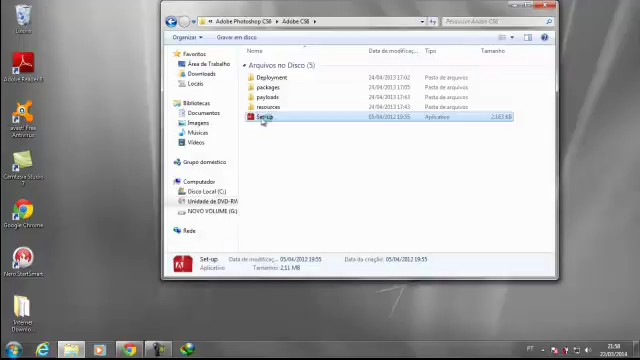 Lixeira
Adobe Reader X
avast! Free
Antivirus
Camtasia Studio
7
Google Chrome
Nero StartSmart
Internet
Downlo...
Adobe Photoshop CS6
Adobe CS6
Pesquisar Adobe CS6
Organizar
Gravar em disco
Favoritos
Área de Trabalho
Downloads
Locais
Bibliotecas
Documentos
Imagens
Músicas
Vídeos
Grupo doméstico
Computador
Disco Local (C:)
Unidade de DVD-RW
NOVO VOLUME (G:)
Rede
Nome
Data de modificaç...
Tipo
Tamanho
Arquivos no Disco (5)
Deployment 24/04/2013 17:02 Pasta de arquivos
packages 24/04/2013 17:05 Pasta de arquivos
payloads 24/04/2013 17:43 Pasta de arquivos
resources 24/04/2013 17:43 Pasta de arquivos
Set-up 05/04/2012 19:55 Aplicativo 2.163 KB
Set-up Data de modificaç... 05/04/2012 19:55 Data da criação: 05/04/2012 19:55
Aplicativo Tamanho: 2,11 MB
PT
21:58
23/03/2014